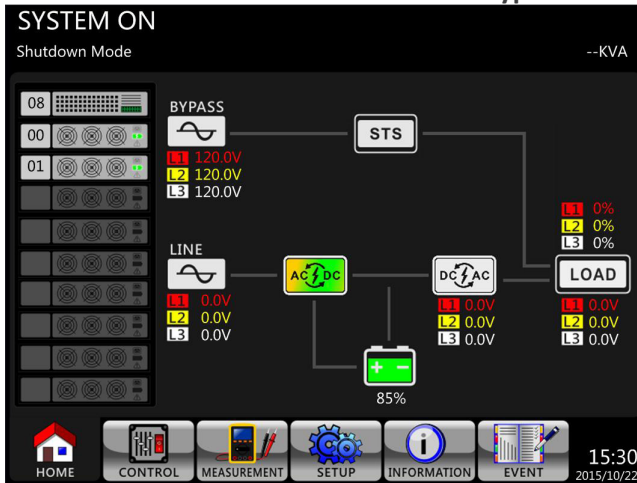 SYSTEM ON
Shutdown Mode
--KVA
08
00
01
BYPASS
L1 120.0V
L2 120.0V
L3 120.0V
STS
L1 0%
L2 0%
L3 0%
LINE
L1 0.0V
L2 0.0V
L3 0.0V
AC DC
DC AC
L1 0.0V
L2 0.0V
L3 0.0V
LOAD
L1 0.0V
L2 0.0V
L3 0.0V
85%
HOME
CONTROL
MEASUREMENT
SETUP
INFORMATION
EVENT
15:30
2015/10/22